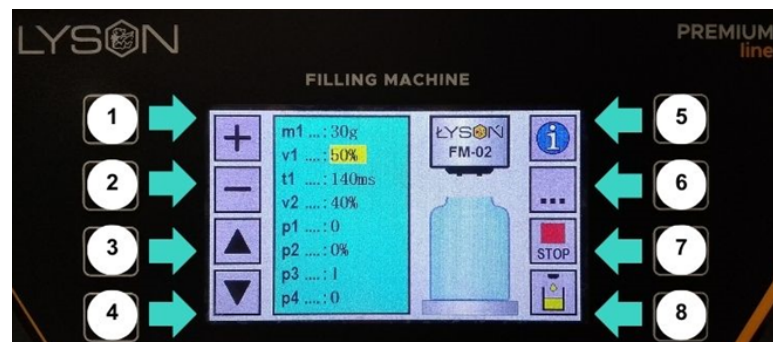 LYSON
PREMIUM
line
FILLING MACHINE
1
2
3
4
+
−
m1 ....: 30g
v1 ....: 50%
t1 ....: 140ms
v2 ....: 40%
p1 ....: 0
p2 ....: 0%
p3 ....: 1
p4 ....: 0
ŁYSON
FM-02
i
...
STOP
5
6
7
8